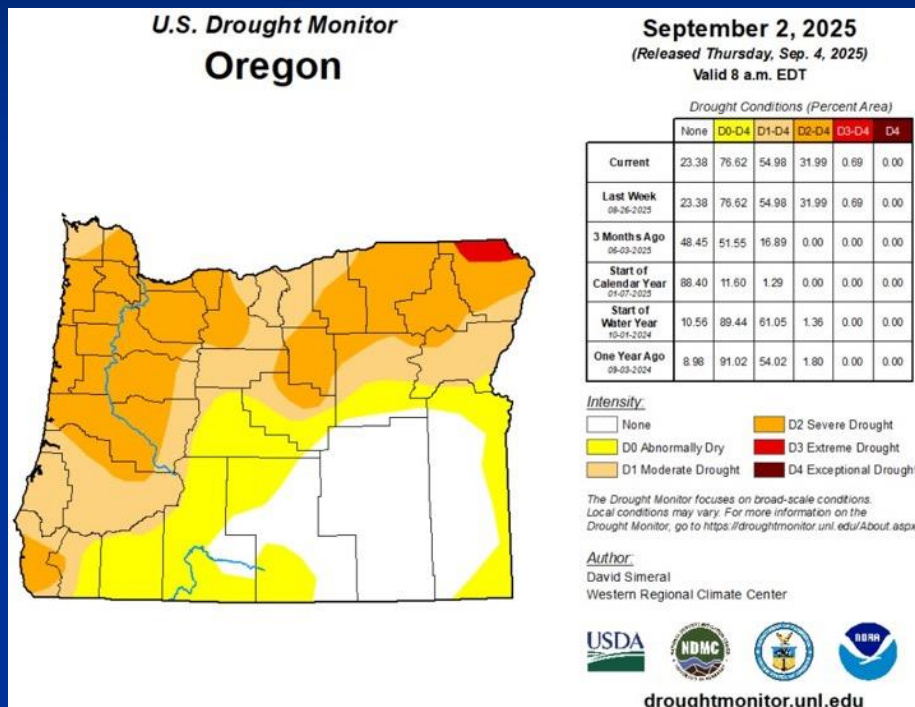 U.S. Drought Monitor
Oregon
September 2, 2025
(Released Thursday, Sep. 4, 2025)
Valid 8 a.m. EDT
Drought Conditions (Percent Area)
None D0-D4 D1-D4 D2-D4 D3-D4 D4
Current 23.38 76.62 54.98 31.99 0.69 0.00
Last Week
08-26-2025 23.38 76.62 54.98 31.99 0.69 0.00
3 Months Ago
06-03-2025 48.45 51.55 16.89 0.00 0.00 0.00
Start of
Calendar Year
01-07-2025 88.40 11.60 1.29 0.00 0.00 0.00
Start of
Water Year
10-01-2024 10.56 89.44 61.05 1.36 0.00 0.00
One Year Ago
09-03-2024 8.98 91.02 54.02 1.80 0.00 0.00
Intensity:
None
D0 Abnormally Dry
D1 Moderate Drought
D2 Severe Drought
D3 Extreme Drought
D4 Exceptional Drought
The Drought Monitor focuses on broad-scale conditions.
Local conditions may vary. For more information on the
Drought Monitor, go to https://droughtmonitor.unl.edu/About.aspx
Author:
David Simeral
Western Regional Climate Center
USDA
NDMC
NOAA
droughtmonitor.unl.edu